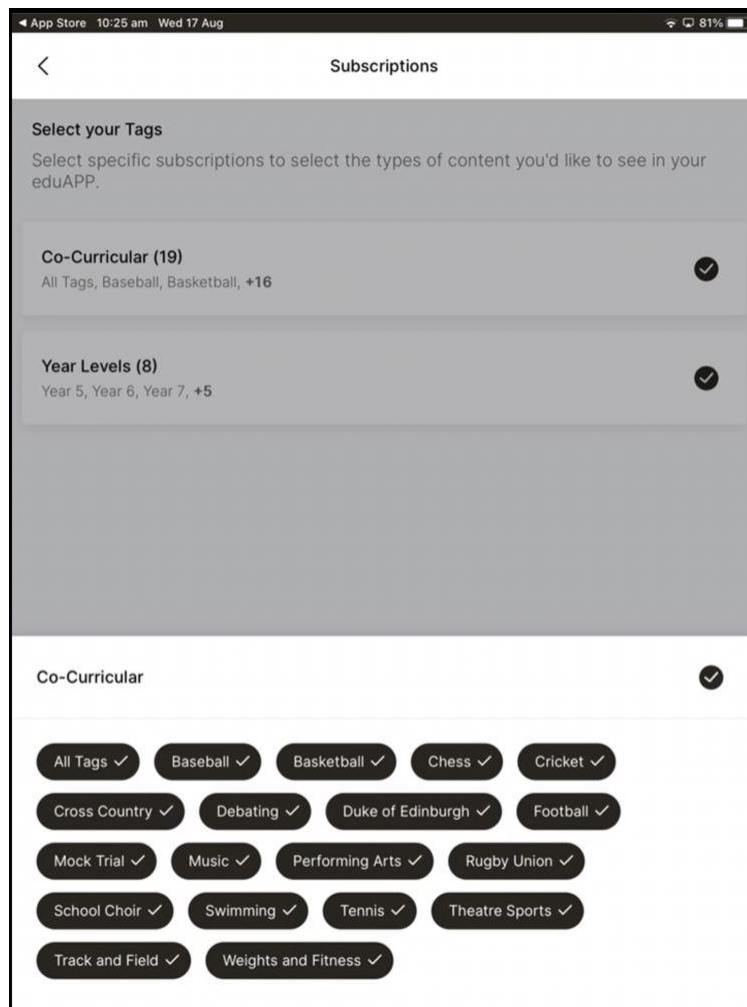 ◀ App Store 10:25 am Wed 17 Aug 81%
Subscriptions
Select your Tags
Select specific subscriptions to select the types of content you'd like to see in your
eduAPP.
Co-Curricular (19)
All Tags, Baseball, Basketball, +16
Year Levels (8)
Year 5, Year 6, Year 7, +5
Co-Curricular
All Tags ✓ Baseball ✓ Basketball ✓ Chess ✓ Cricket ✓
Cross Country ✓ Debating ✓ Duke of Edinburgh ✓ Football ✓
Mock Trial ✓ Music ✓ Performing Arts ✓ Rugby Union ✓
School Choir ✓ Swimming ✓ Tennis ✓ Theatre Sports ✓
Track and Field ✓ Weights and Fitness ✓